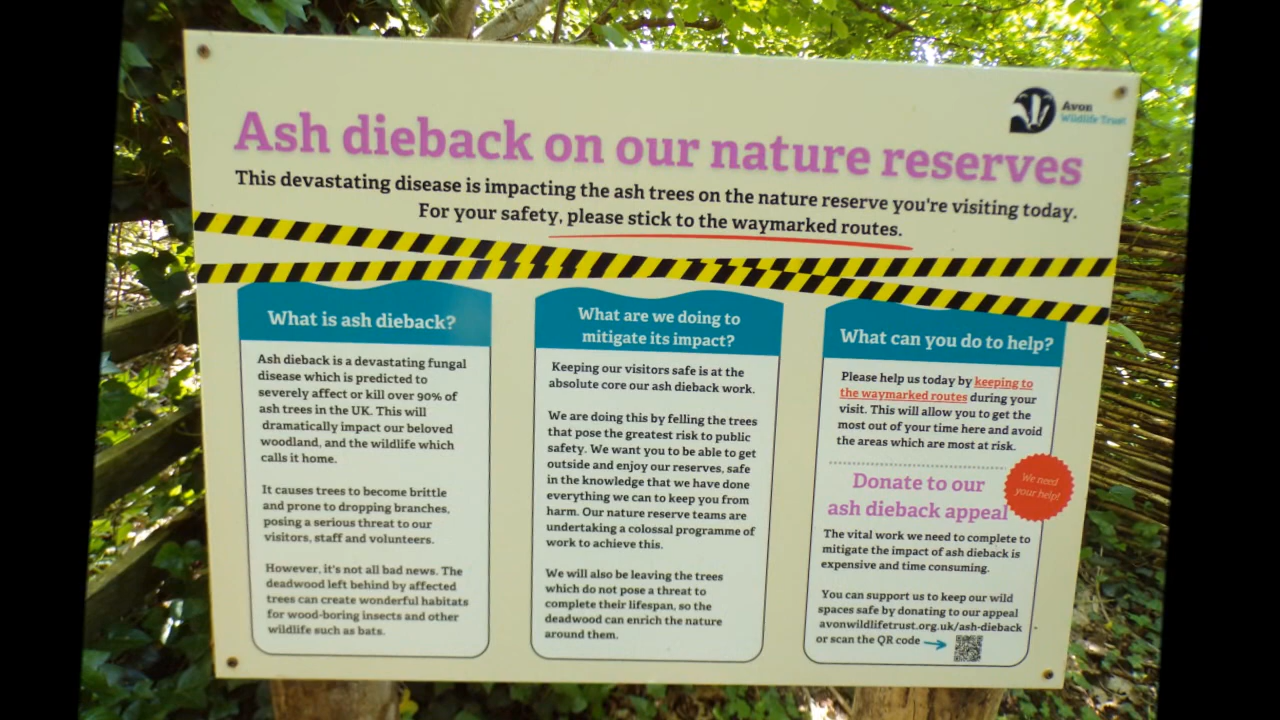 Avon
Wildlife Trust
Ash dieback on our nature reserves
This devastating disease is impacting the ash trees on the nature reserve you're visiting today.
For your safety, please stick to the waymarked routes.
What is ash dieback?
Ash dieback is a devastating fungal
disease which is predicted to
severely affect or kill over 90% of
ash trees in the UK. This will
dramatically impact our beloved
woodland, and the wildlife which
calls it home.
It causes trees to become brittle
and prone to dropping branches,
posing a serious threat to our
visitors, staff and volunteers.
However, it's not all bad news. The
deadwood left behind by affected
trees can create wonderful habitats
for wood-boring insects and other
wildlife such as bats.
What are we doing to
mitigate its impact?
Keeping our visitors safe is at the
absolute core our ash dieback work.
We are doing this by felling the trees
that pose the greatest risk to public
safety. We want you to be able to get
outside and enjoy our reserves, safe
in the knowledge that we have done
everything we can to keep you from
harm. Our nature reserve teams are
undertaking a colossal programme of
work to achieve this.
We will also be leaving the trees
which do not pose a threat to
complete their lifespan, so the
deadwood can enrich the nature
around them.
What can you do to help?
Please help us today by keeping to
the waymarked routes during your
visit. This will allow you to get the
most out of your time here and avoid
the areas which are most at risk.
We need
your help!
Donate to our
ash dieback appeal
The vital work we need to complete to
mitigate the impact of ash dieback is
expensive and time consuming.
You can support us to keep our wild
spaces safe by donating to our appeal
avonwildlifetrust.org.uk/ash-dieback
or scan the QR code